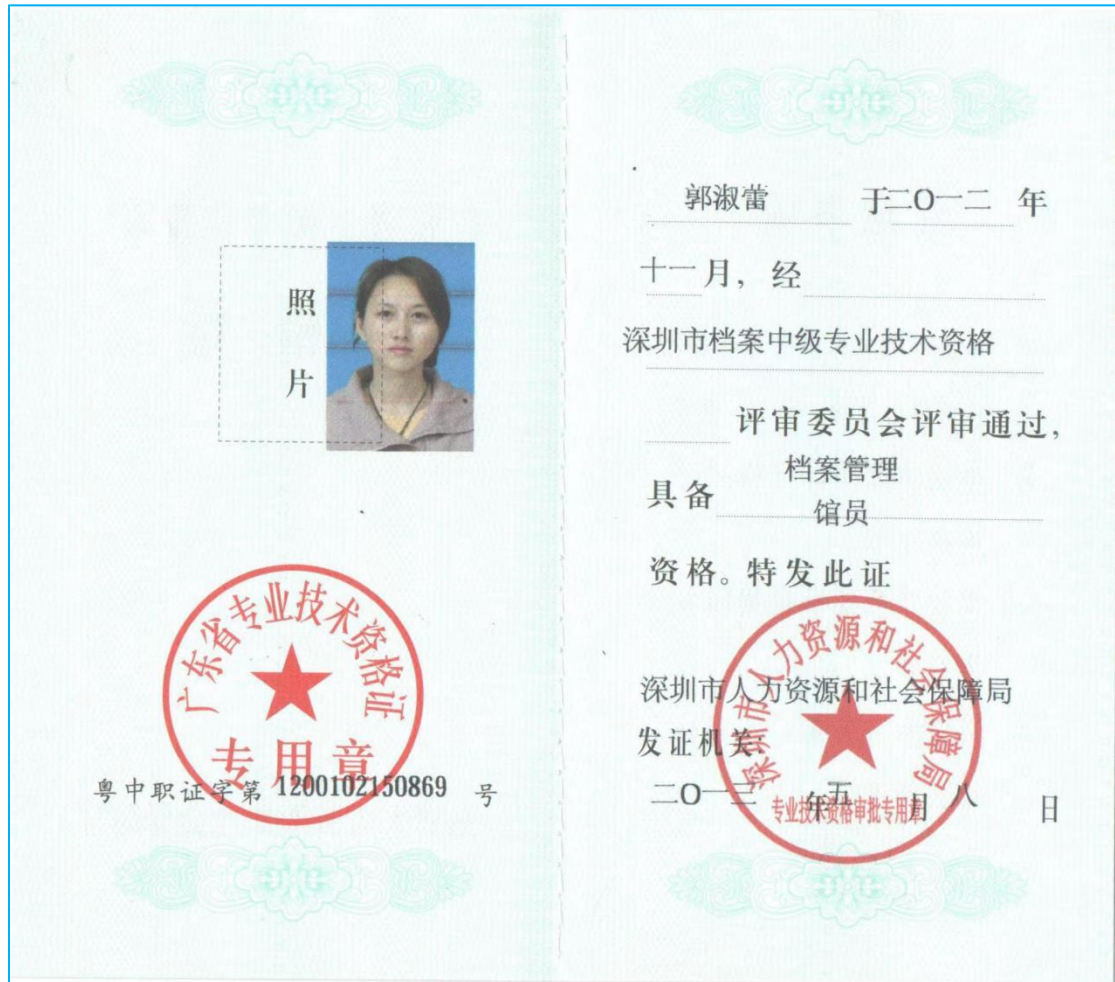 照
片
广东省专业技术资格证
专用章
粤中职证字第 1200102150869 号
郭淑蕾 于二O一二 年
十一月，经
深圳市档案中级专业技术资格
评审委员会评审通过，
档案管理
具备 馆员
资格。特发此证
深圳市人力资源和社会保障局
深圳市人力资源和社会保障局
发证机关：
二O一三 年五 月 八 日
专业技术资格审批专用章